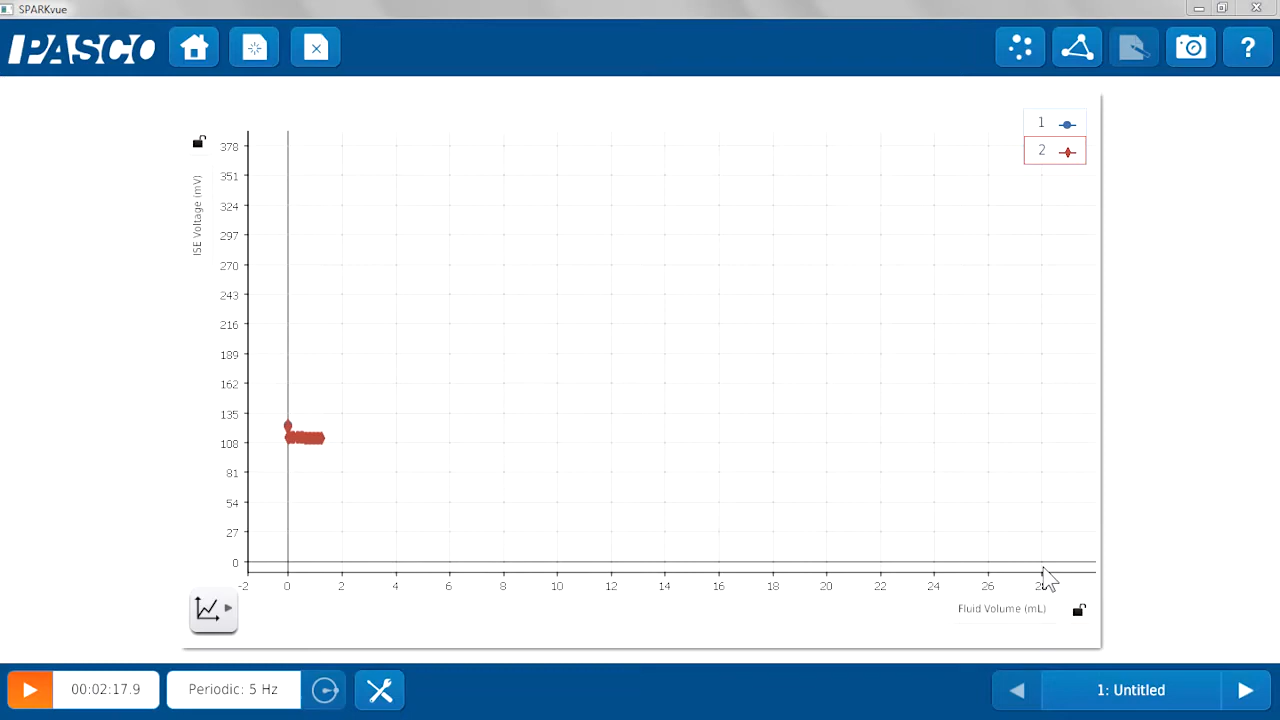 SPARKvue
PASCO
?
1
2
ISE Voltage (mV)
378
351
324
297
270
243
216
189
162
135
108
81
54
27
0
-2 0 2 4 6 8 10 12 14 16 18 20 22 24 26
Fluid Volume (mL)
00:02:17.9
Periodic: 5 Hz
1: Untitled